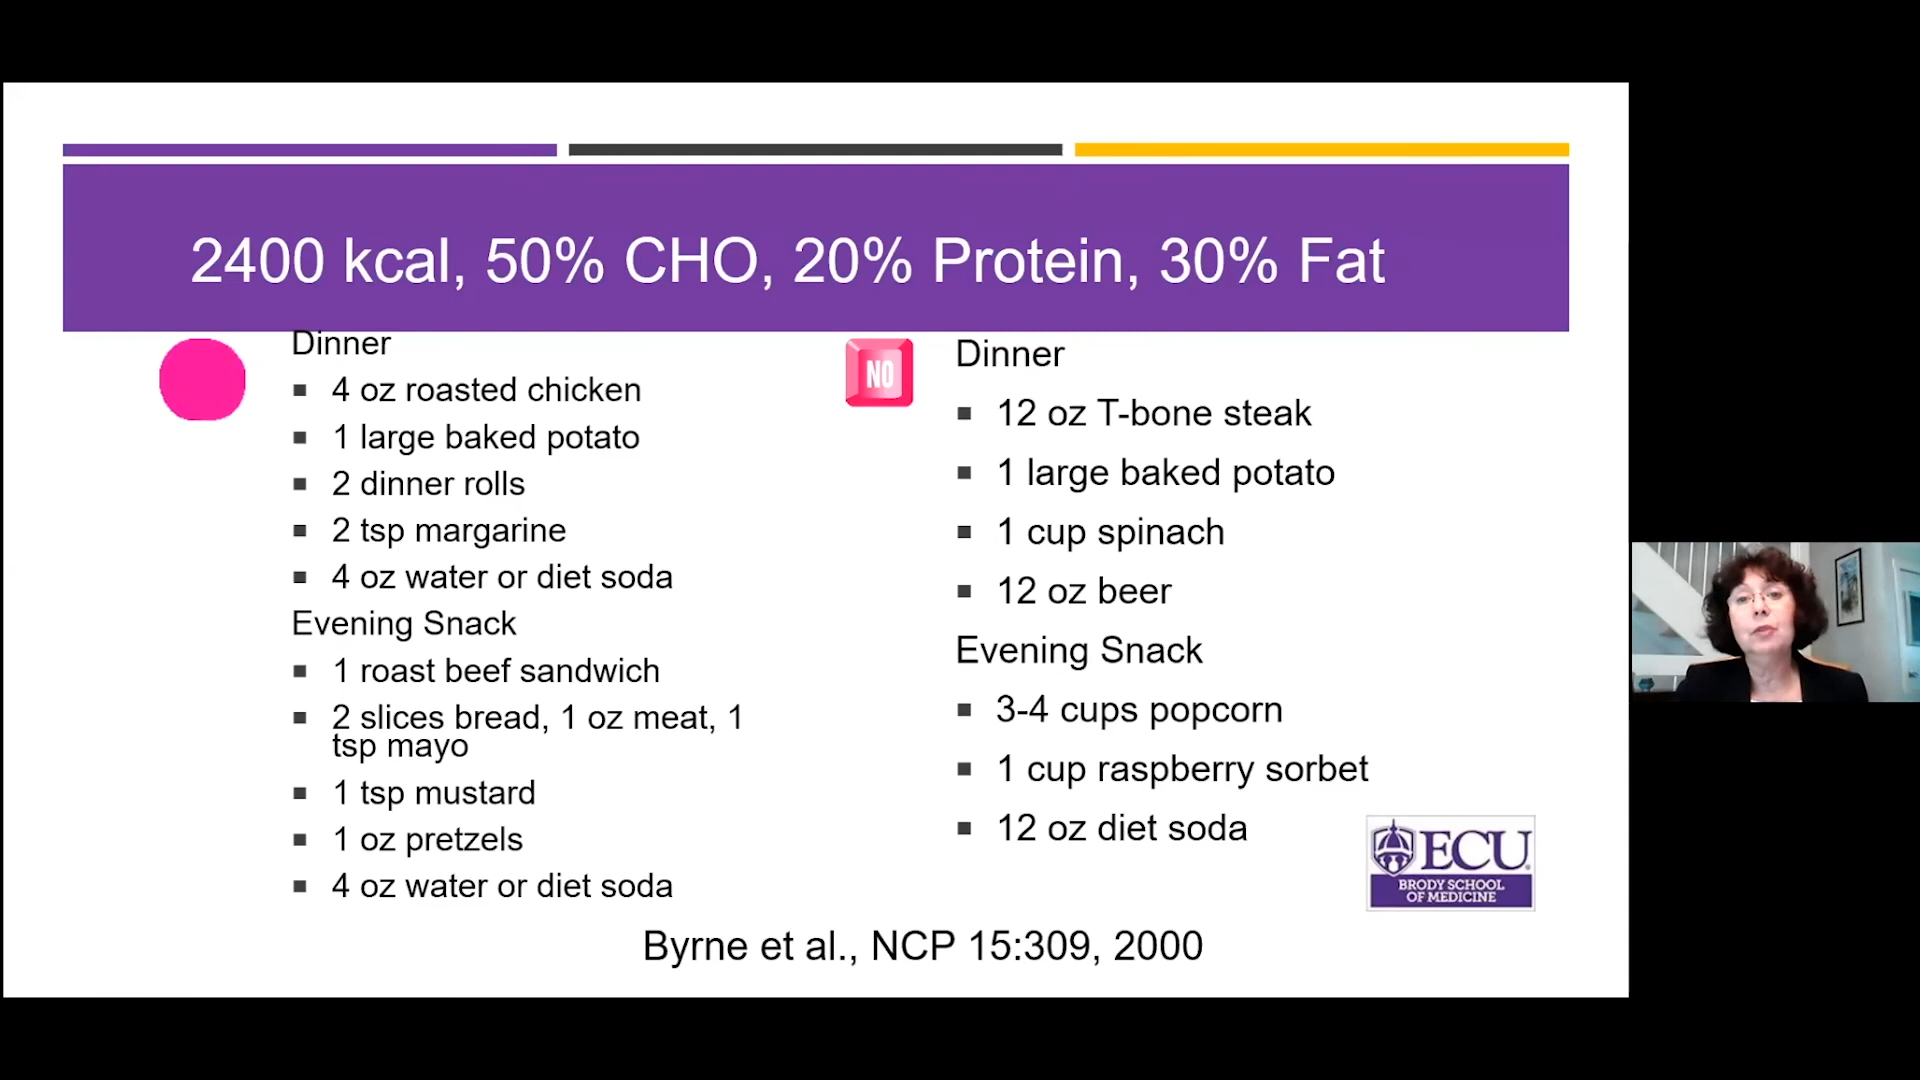 2400 kcal, 50% CHO, 20% Protein, 30% Fat
Dinner
4 oz roasted chicken
1 large baked potato
2 dinner rolls
2 tsp margarine
4 oz water or diet soda
Evening Snack
1 roast beef sandwich
2 slices bread, 1 oz meat, 1
tsp mayo
1 tsp mustard
1 oz pretzels
4 oz water or diet soda
NO
Dinner
12 oz T-bone steak
1 large baked potato
1 cup spinach
12 oz beer
Evening Snack
3-4 cups popcorn
1 cup raspberry sorbet
12 oz diet soda
ECU
BRODY SCHOOL
OF MEDICINE
Byrne et al., NCP 15:309, 2000